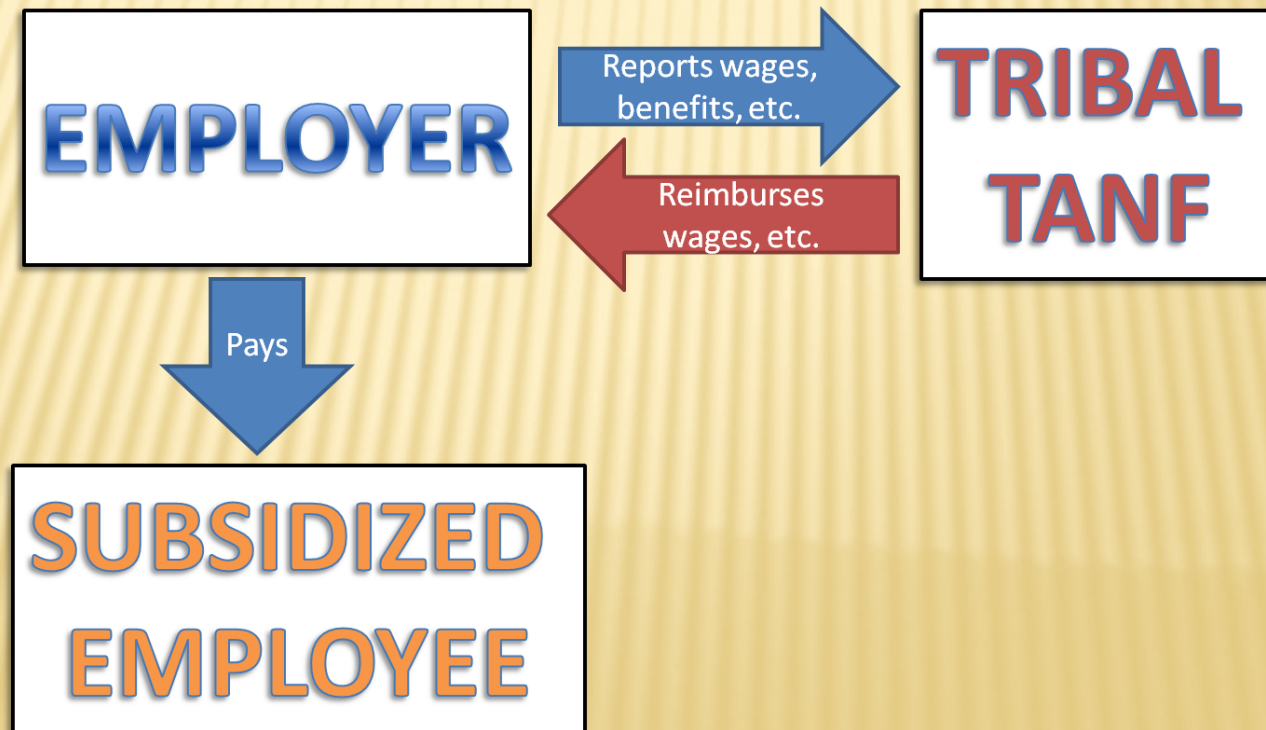 EMPLOYER
Reports wages,
benefits, etc.
TRIBAL
TANF
Reimburses
wages, etc.
Pays
SUBSIDIZED
EMPLOYEE